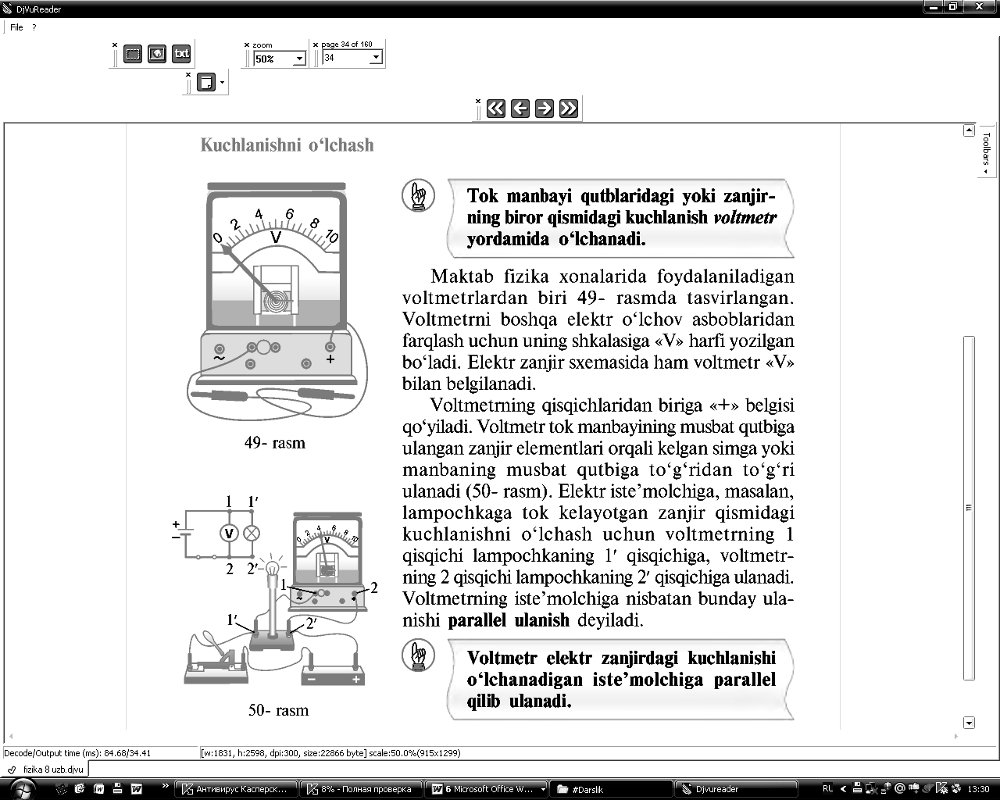 DjVuReader
File ?
zoom
page 34 of 160
txt
50%
34
Toolbars
Kuchlanishni o‘lchash
0 2 4 6 8 10
V
~ +
49- rasm
Tok manbayi qutblaridagi yoki zanjir-
ning biror qismidagi kuchlanish voltmetr
yordamida o‘lchanadi.
Maktab fizika xonalarida foydalaniladigan
voltmetrlardan biri 49- rasmda tasvirlangan.
Voltmetrni boshqa elektr o‘lchov asboblaridan
farqlash uchun uning shkalasiga «V» harfi yozilgan
bo‘ladi. Elektr zanjir sxemasida ham voltmetr «V»
bilan belgilanadi.
Voltmetrning qisqichlaridan biriga «+» belgisi
qo‘yiladi. Voltmetr tok manbayining musbat qutbiga
ulangan zanjir elementlari orqali kelgan simga yoki
manbaning musbat qutbiga to‘g‘ridan to‘g‘ri
ulanadi (50- rasm). Elektr iste’molchiga, masalan,
lampochkaga tok kelayotgan zanjir qismidagi
kuchlanishni o‘lchash uchun voltmetrning 1
qisqichi lampochkaning 1′ qisqichiga, voltmetr-
ning 2 qisqichi lampochkaning 2′ qisqichiga ulanadi.
Voltmetrning iste’molchiga nisbatan bunday ula-
nishi parallel ulanish deyiladi.
1 1′
+
−
V
2 2′
0 2 4 6 8 10
V
1 2
~
1′ 2′
− +
50- rasm
Voltmetr elektr zanjirdagi kuchlanishi
o‘lchanadigan iste’molchiga parallel
qilib ulanadi.
Decode/Output time (ms): 84.68/34.41
[w:1831, h:2598, dpi:300, size:22866 byte] scale:50.0%(915x1299)
fizika 8 uzb.djvu
Антивирус Касперск...
8% - Полная проверка
6 Microsoft Office W...
#Darslik
Djvureader
RL
13:30